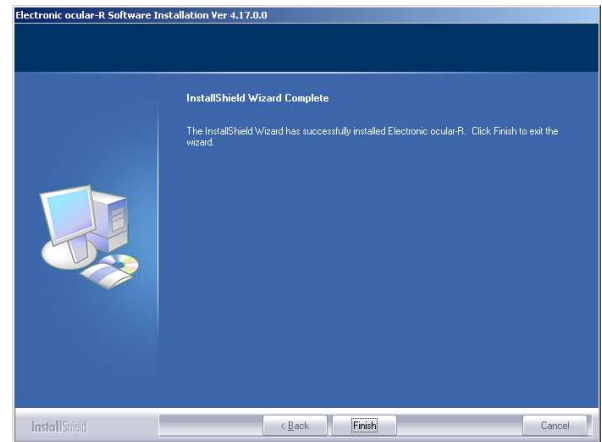 Electronic ocular-R Software Installation Ver 4.17.0.0
InstallShield Wizard Complete
The InstallShield Wizard has successfully installed Electronic ocular-R. Click Finish to exit the
wizard.
InstallShield
< Back
Finish
Cancel